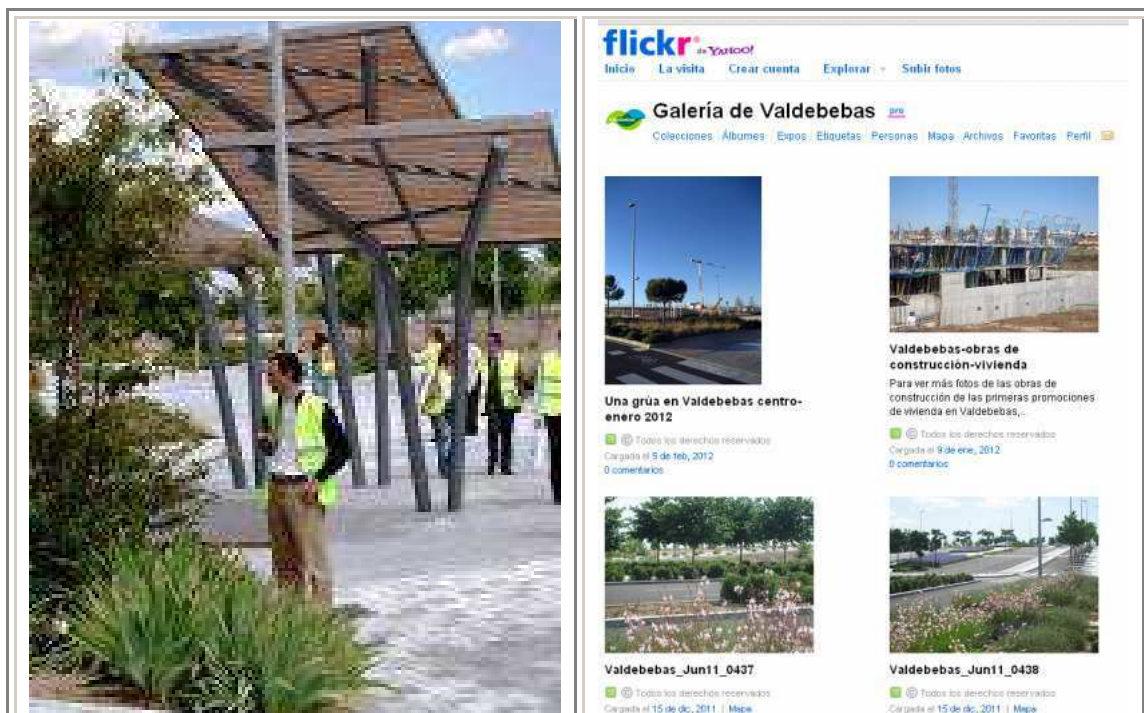 flickr de YAHOO!
Inicio La visita Crear cuenta Explorar Subir fotos
Galería de Valdebebas pro
Colecciones Álbumes Expos Etiquetas Personas Mapa Archivos Favoritas Perfil
Una grúa en Valdebebas centro-
enero 2012
Todos los derechos reservados
Cargada el 5 de feb, 2012
0 comentarios
Valdebebas-obras de
construcción-vivienda
Para ver más fotos de las obras de
construcción de las primeras promociones
de vivienda en Valdebebas,..
Todos los derechos reservados
Cargada el 9 de ene, 2012
0 comentarios
Valdebebas_Jun11_0437
Todos los derechos reservados
Cargada el 15 de dic, 2011 | Mapa
Valdebebas_Jun11_0438
Todos los derechos reservados
Cargada el 15 de dic, 2011 | Mapa